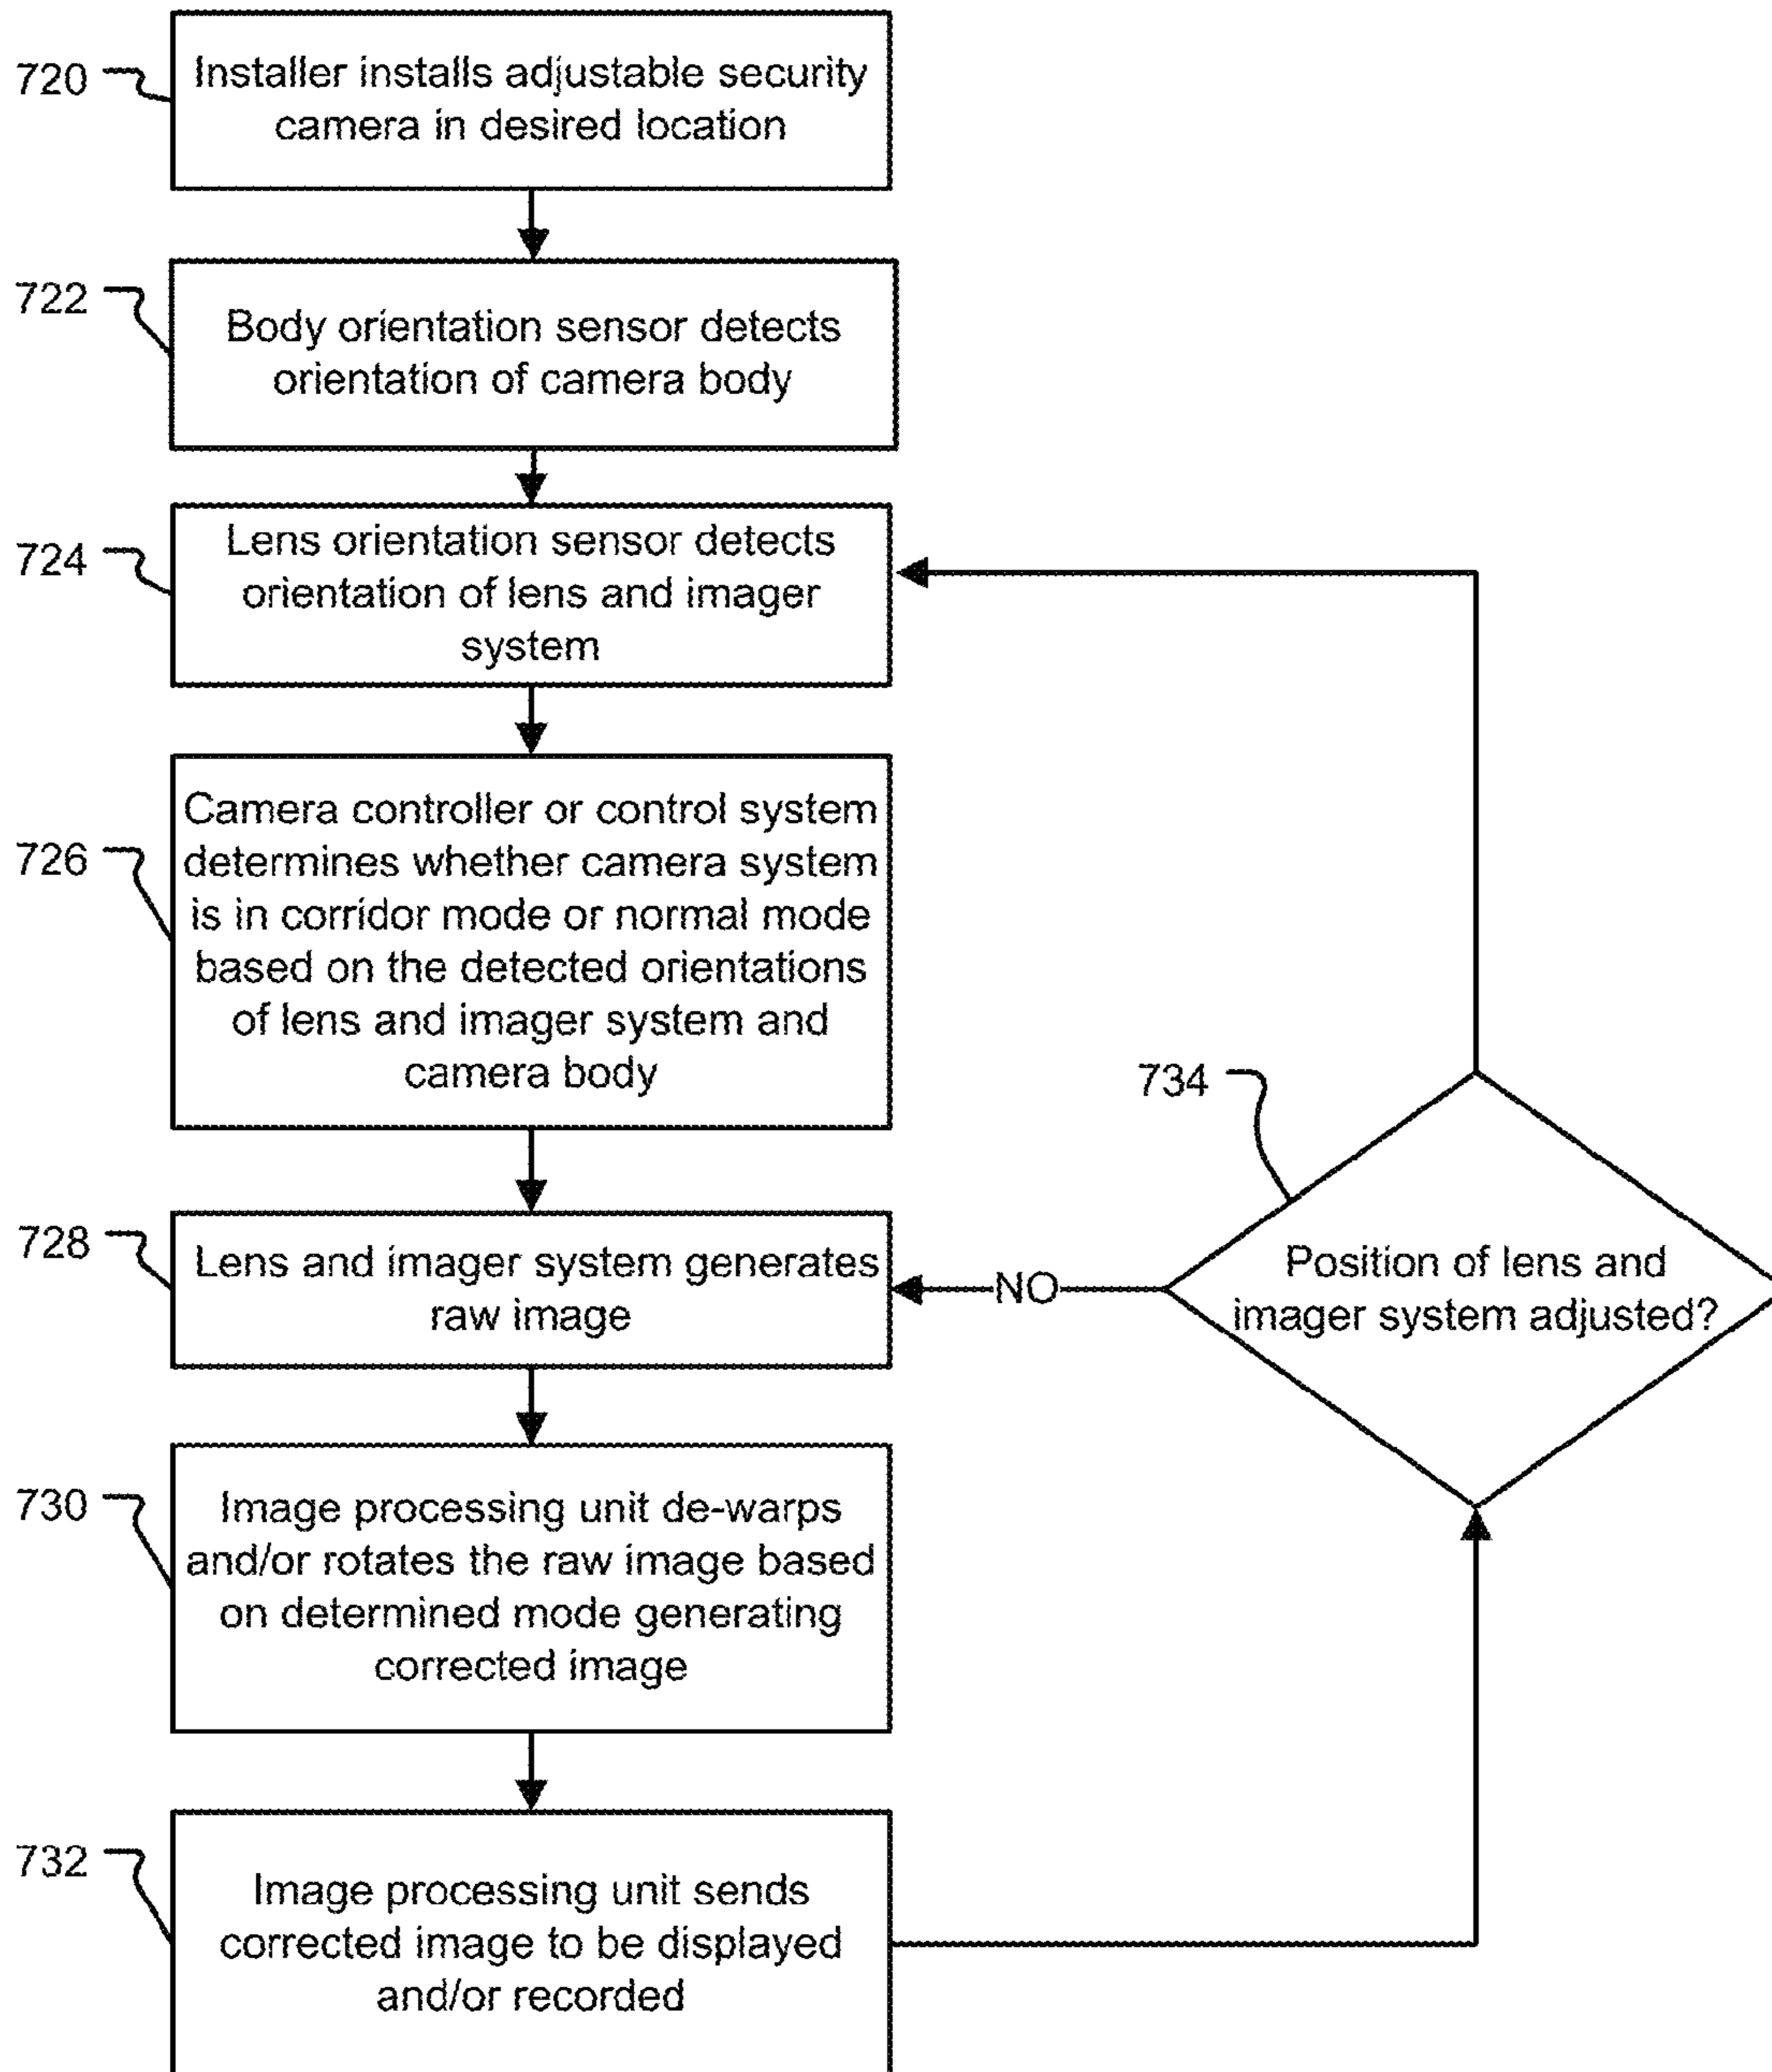 720
Installer installs adjustable security
camera in desired location
722
Body orientation sensor detects
orientation of camera body
724
Lens orientation sensor detects
orientation of lens and imager
system
726
Camera controller or control system
determines whether camera system
is in corridor mode or normal mode
based on the detected orientations
of lens and imager system and
camera body
734
728
Lens and imager system generates
raw image
NO
Position of lens and
imager system adjusted?
730
Image processing unit de-warps
and/or rotates the raw image based
on determined mode generating
corrected image
732
Image processing unit sends
corrected image to be displayed
and/or recorded